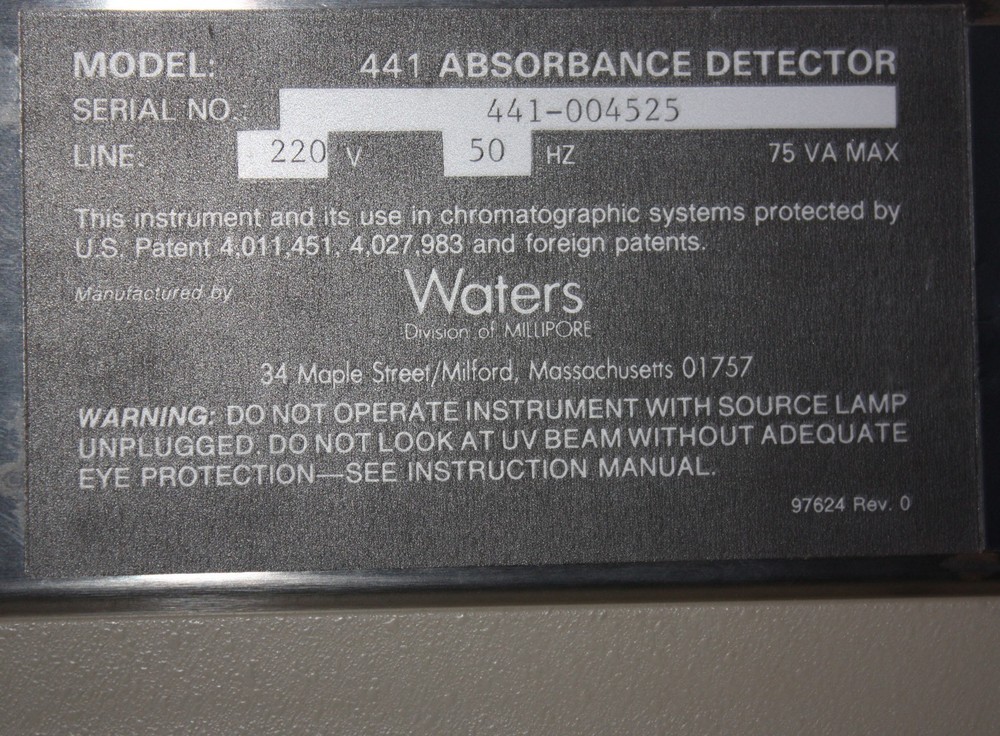 MODEL: 441 ABSORBANCE DETECTOR
SERIAL NO.: 441-004525
LINE: 220 V 50 HZ 75 VA MAX
This instrument and its use in chromatographic systems protected by
U.S. Patent 4,011,451, 4,027,983 and foreign patents.
Manufactured by Waters
Division of MILLIPORE
34 Maple Street/Milford, Massachusetts 01757
WARNING: DO NOT OPERATE INSTRUMENT WITH SOURCE LAMP
UNPLUGGED. DO NOT LOOK AT UV BEAM WITHOUT ADEQUATE
EYE PROTECTION—SEE INSTRUCTION MANUAL.
97624 Rev. 0